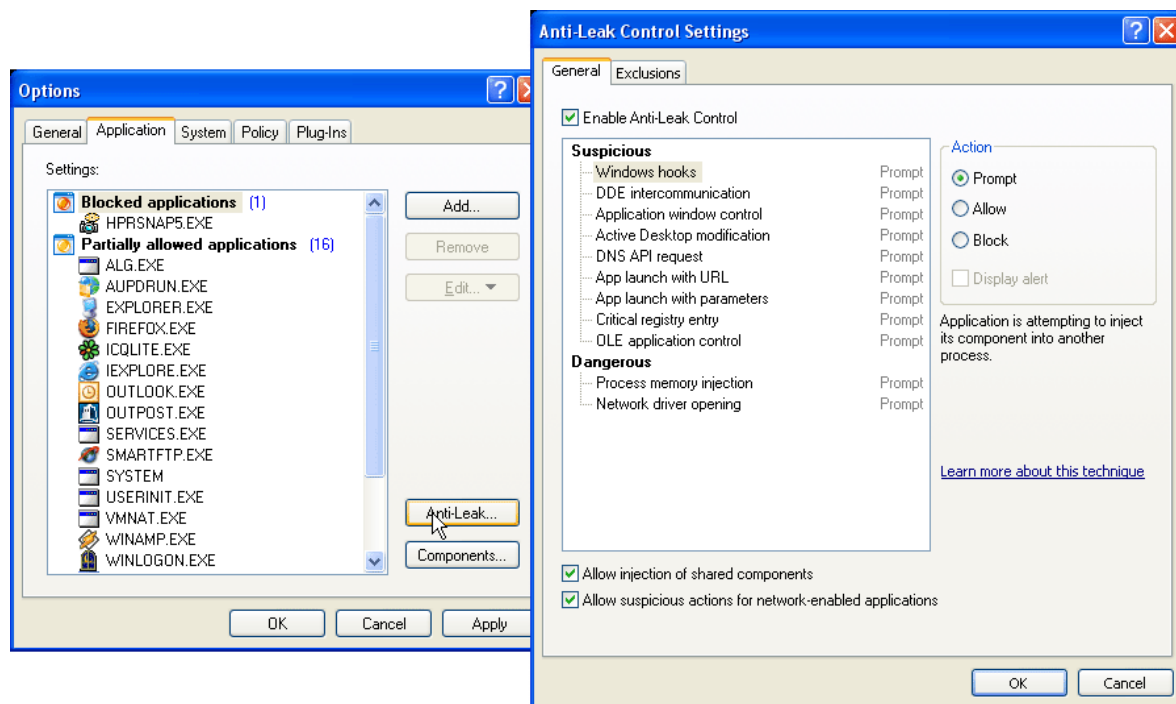 Options
General Application System Policy Plug-Ins
Settings:
Blocked applications (1)
HPRSNAP5.EXE
Partially allowed applications (16)
ALG.EXE
AUPDRUN.EXE
EXPLORER.EXE
FIREFOX.EXE
ICQLITE.EXE
IEXPLORE.EXE
OUTLOOK.EXE
OUTPOST.EXE
SERVICES.EXE
SMARTFTP.EXE
SYSTEM
USERINIT.EXE
VMNAT.EXE
WINAMP.EXE
WINLOGON.EXE
Add...
Remove
Edit...
Anti-Leak...
Components...
OK Cancel Apply
Anti-Leak Control Settings
General Exclusions
Enable Anti-Leak Control
Suspicious
Windows hooks Prompt
DDE intercommunication Prompt
Application window control Prompt
Active Desktop modification Prompt
DNS API request Prompt
App launch with URL Prompt
App launch with parameters Prompt
Critical registry entry Prompt
OLE application control Prompt
Dangerous
Process memory injection Prompt
Network driver opening Prompt
Action
Prompt
Allow
Block
Display alert
Application is attempting to inject
its component into another
process.
Learn more about this technique
Allow injection of shared components
Allow suspicious actions for network-enabled applications
OK Cancel